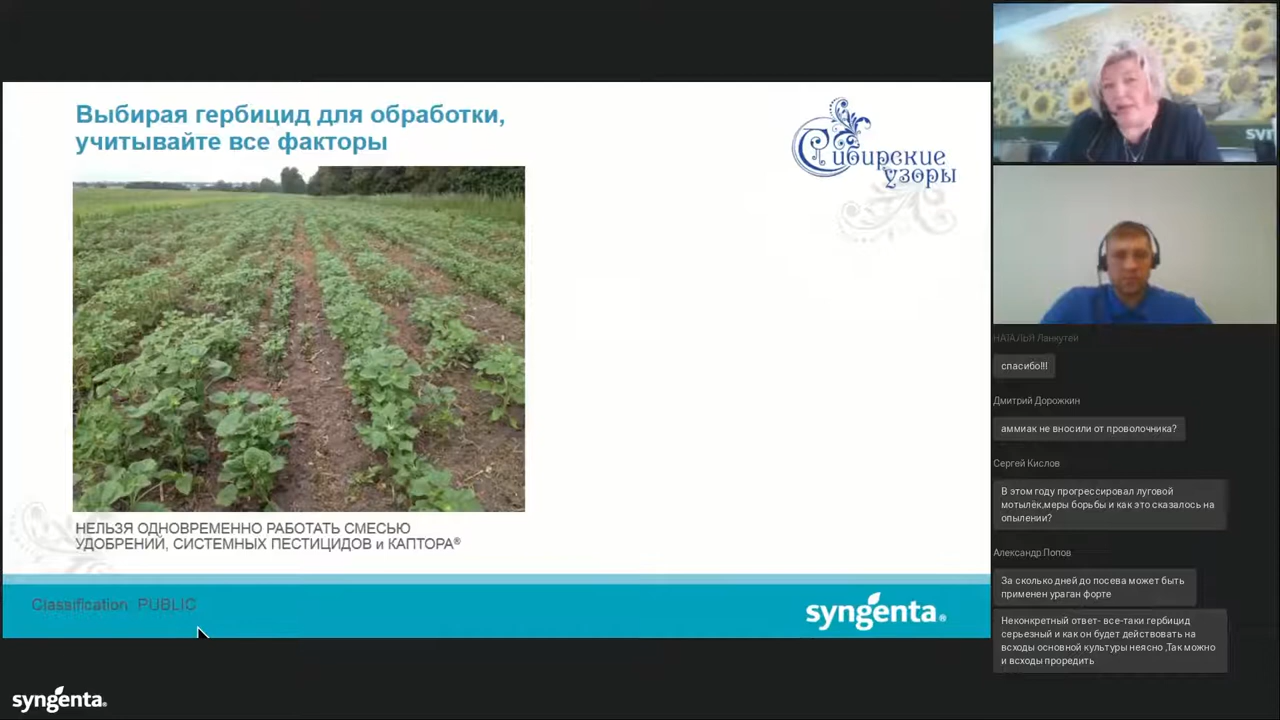 Выбирая гербицид для обработки,
учитывайте все факторы
Сибирские
узоры
НЕЛЬЗЯ ОДНОВРЕМЕННО РАБОТАТЬ СМЕСЬЮ
УДОБРЕНИЙ, СИСТЕМНЫХ ПЕСТИЦИДОВ и КАПТОРА®
Classification: PUBLIC
syngenta®
syngenta®
syn
НАТАЛЬЯ Ланкутей
спасибо!!!
Дмитрий Дорожкин
аммиак не вносили от проволочника?
Сергей Кислов
В этом году прогрессировал луговой
мотылёк,меры борьбы и как это сказалось на
опылении?
Александр Попов
За сколько дней до посева может быть
применен ураган форте
Неконкретный ответ- все-таки гербицид
серьезный и как он будет действовать на
всходы основной культуры неясно ,Так можно
и всходы проредить